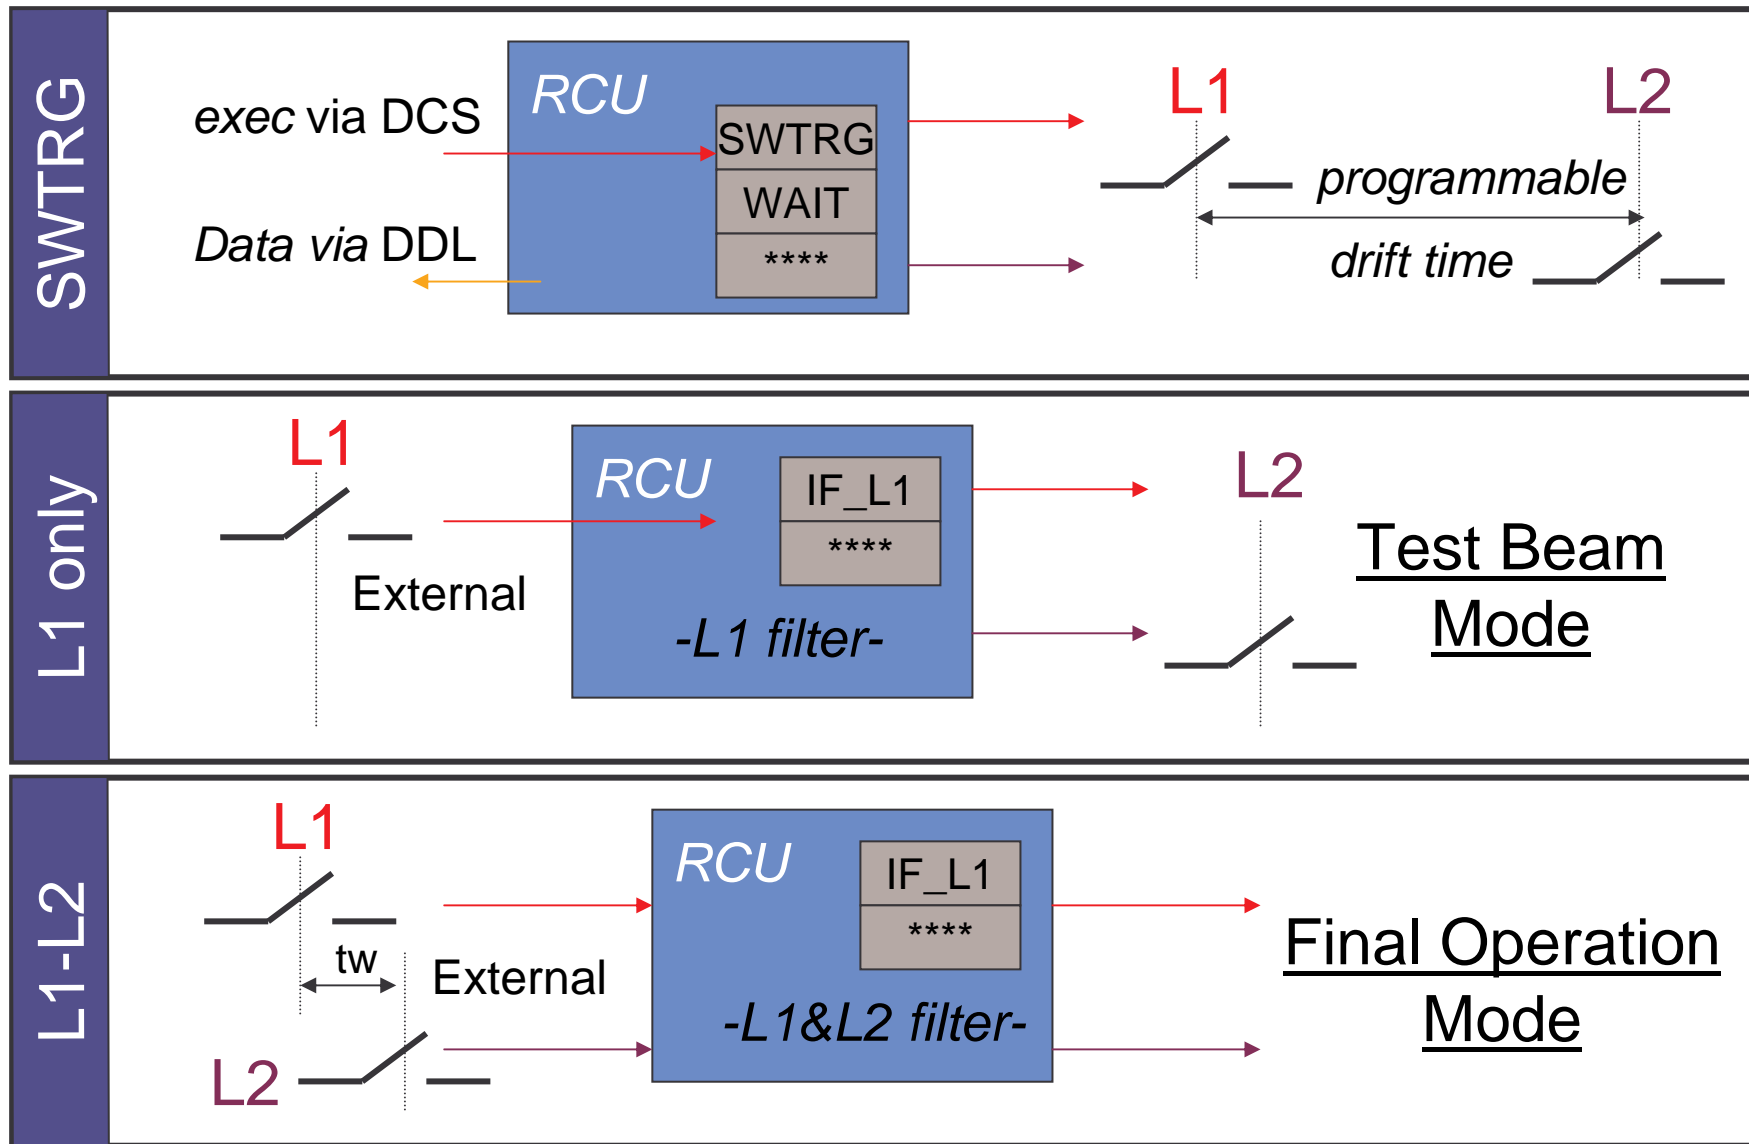 SWTRG
exec via DCS
Data via DDL
RCU
SWTRG
WAIT
****
L1
L2
programmable
drift time
L1 only
L1
External
RCU
IF_L1
****
-L1 filter-
L2
Test Beam
Mode
L1-L2
L1
tw
External
L2
RCU
IF_L1
****
-L1&L2 filter-
Final Operation
Mode